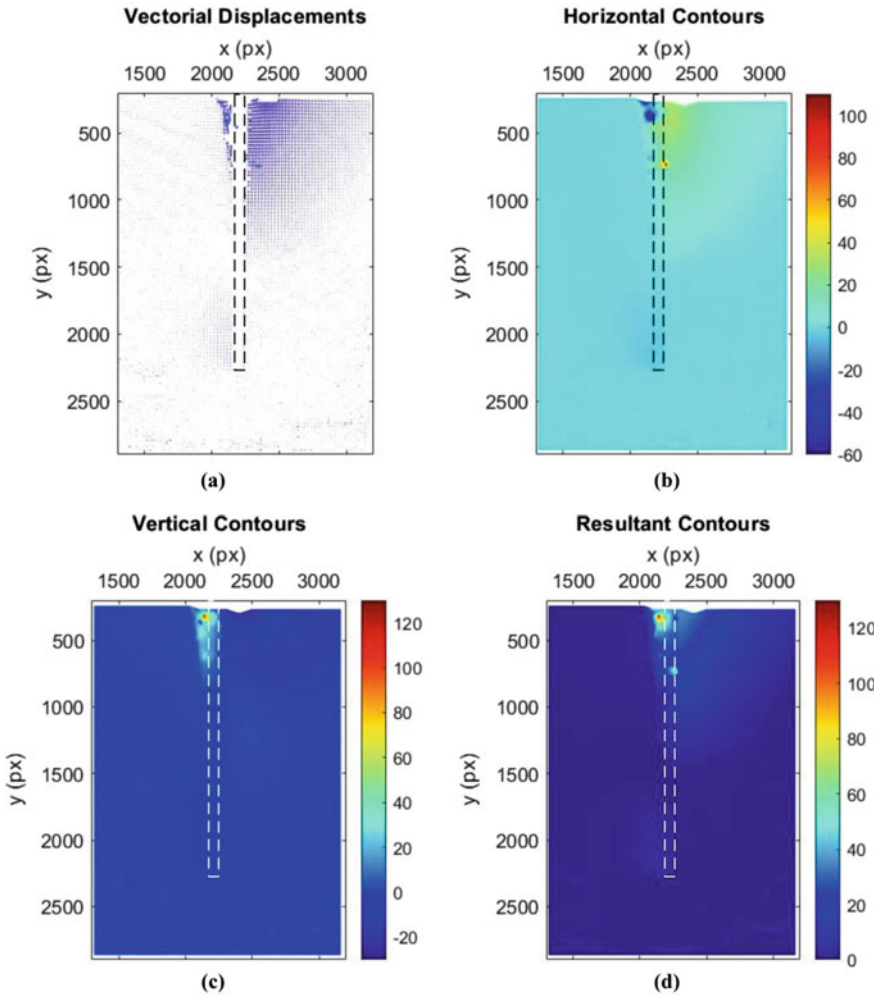 Vectorial Displacements
x (px)
1500 2000 2500 3000
500
1000
1500
2000
2500
y (px)
(a)
Horizontal Contours
x (px)
1500 2000 2500 3000
500
1000
1500
2000
2500
y (px)
100
80
60
40
20
0
-20
-40
-60
(b)
Vertical Contours
x (px)
1500 2000 2500 3000
500
1000
1500
2000
2500
y (px)
120
100
80
60
40
20
0
-20
(c)
Resultant Contours
x (px)
1500 2000 2500 3000
500
1000
1500
2000
2500
y (px)
120
100
80
60
40
20
0
(d)